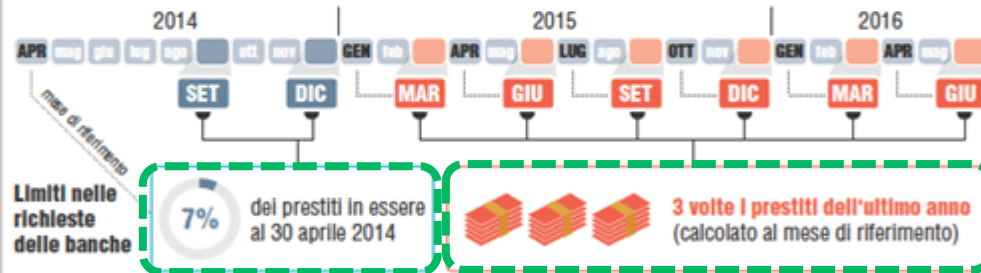 2014 2015 2016
APR mag giu lug ago ott nov GEN feb APR mag LUG ago OTT nov GEN feb APR mag
SET DIC MAR GIU SET DIC MAR GIU
mese di riferimento
Limiti nelle
richieste
delle banche
7%
dei prestiti in essere
al 30 aprile 2014
3 volte i prestiti dell'ultimo anno
(calcolato al mese di riferimento)